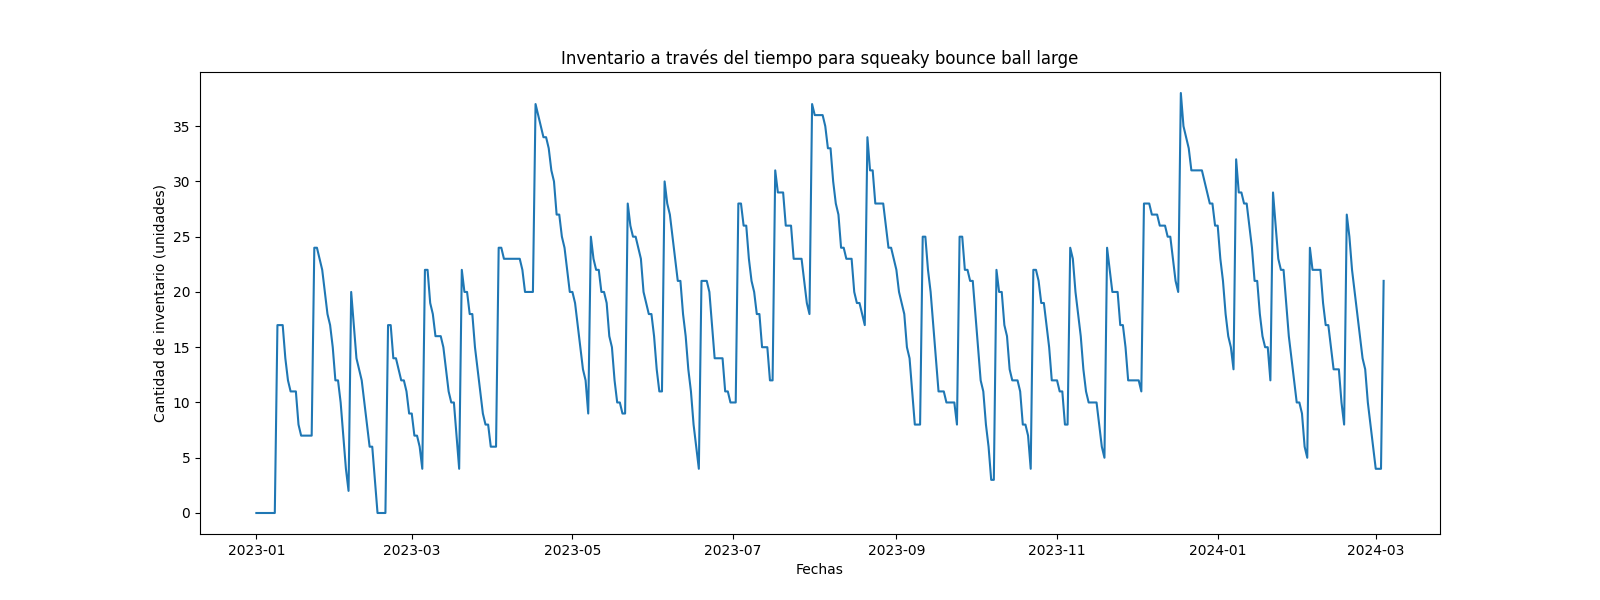 Inventario a través del tiempo para squeaky bounce ball large
Cantidad de inventario (unidades)
35
30
25
20
15
10
5
0
2023-01 2023-03 2023-05 2023-07 2023-09 2023-11 2024-01 2024-03
Fechas